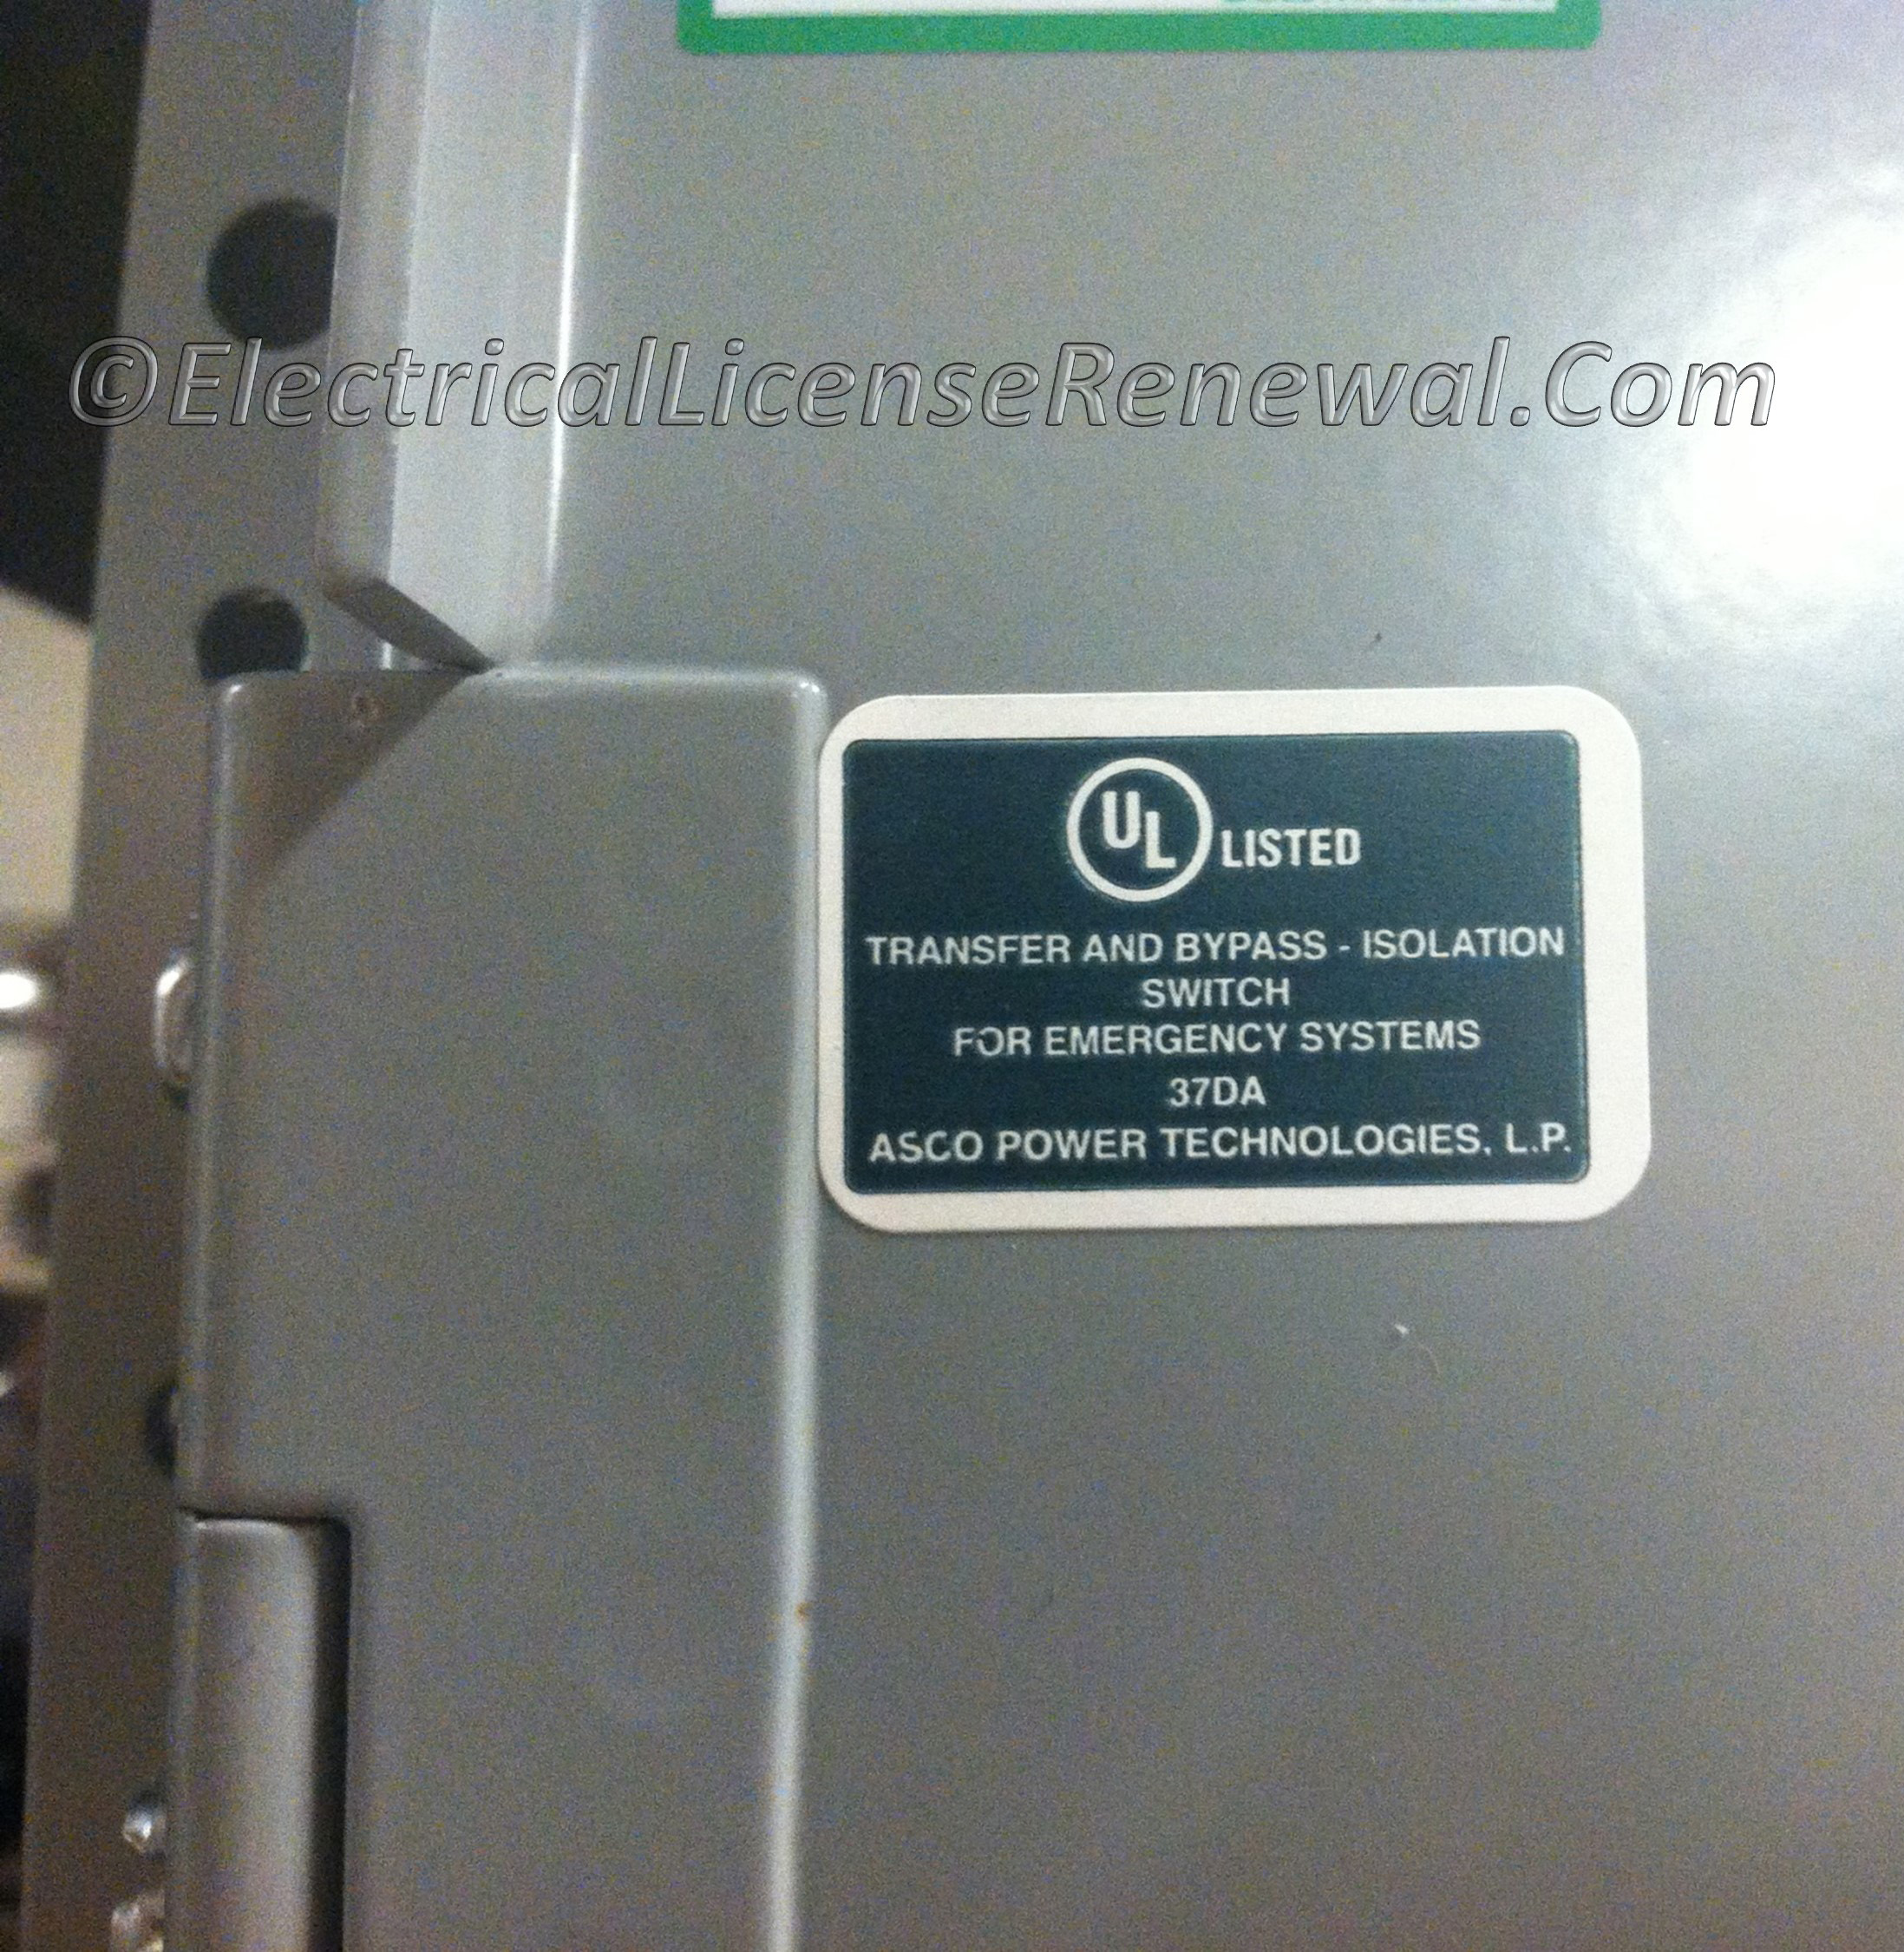 ©ElectricalLicenseRenewal.Com
UL LISTED
TRANSFER AND BYPASS - ISOLATION
SWITCH
FOR EMERGENCY SYSTEMS
37DA
ASCO POWER TECHNOLOGIES, L.P.